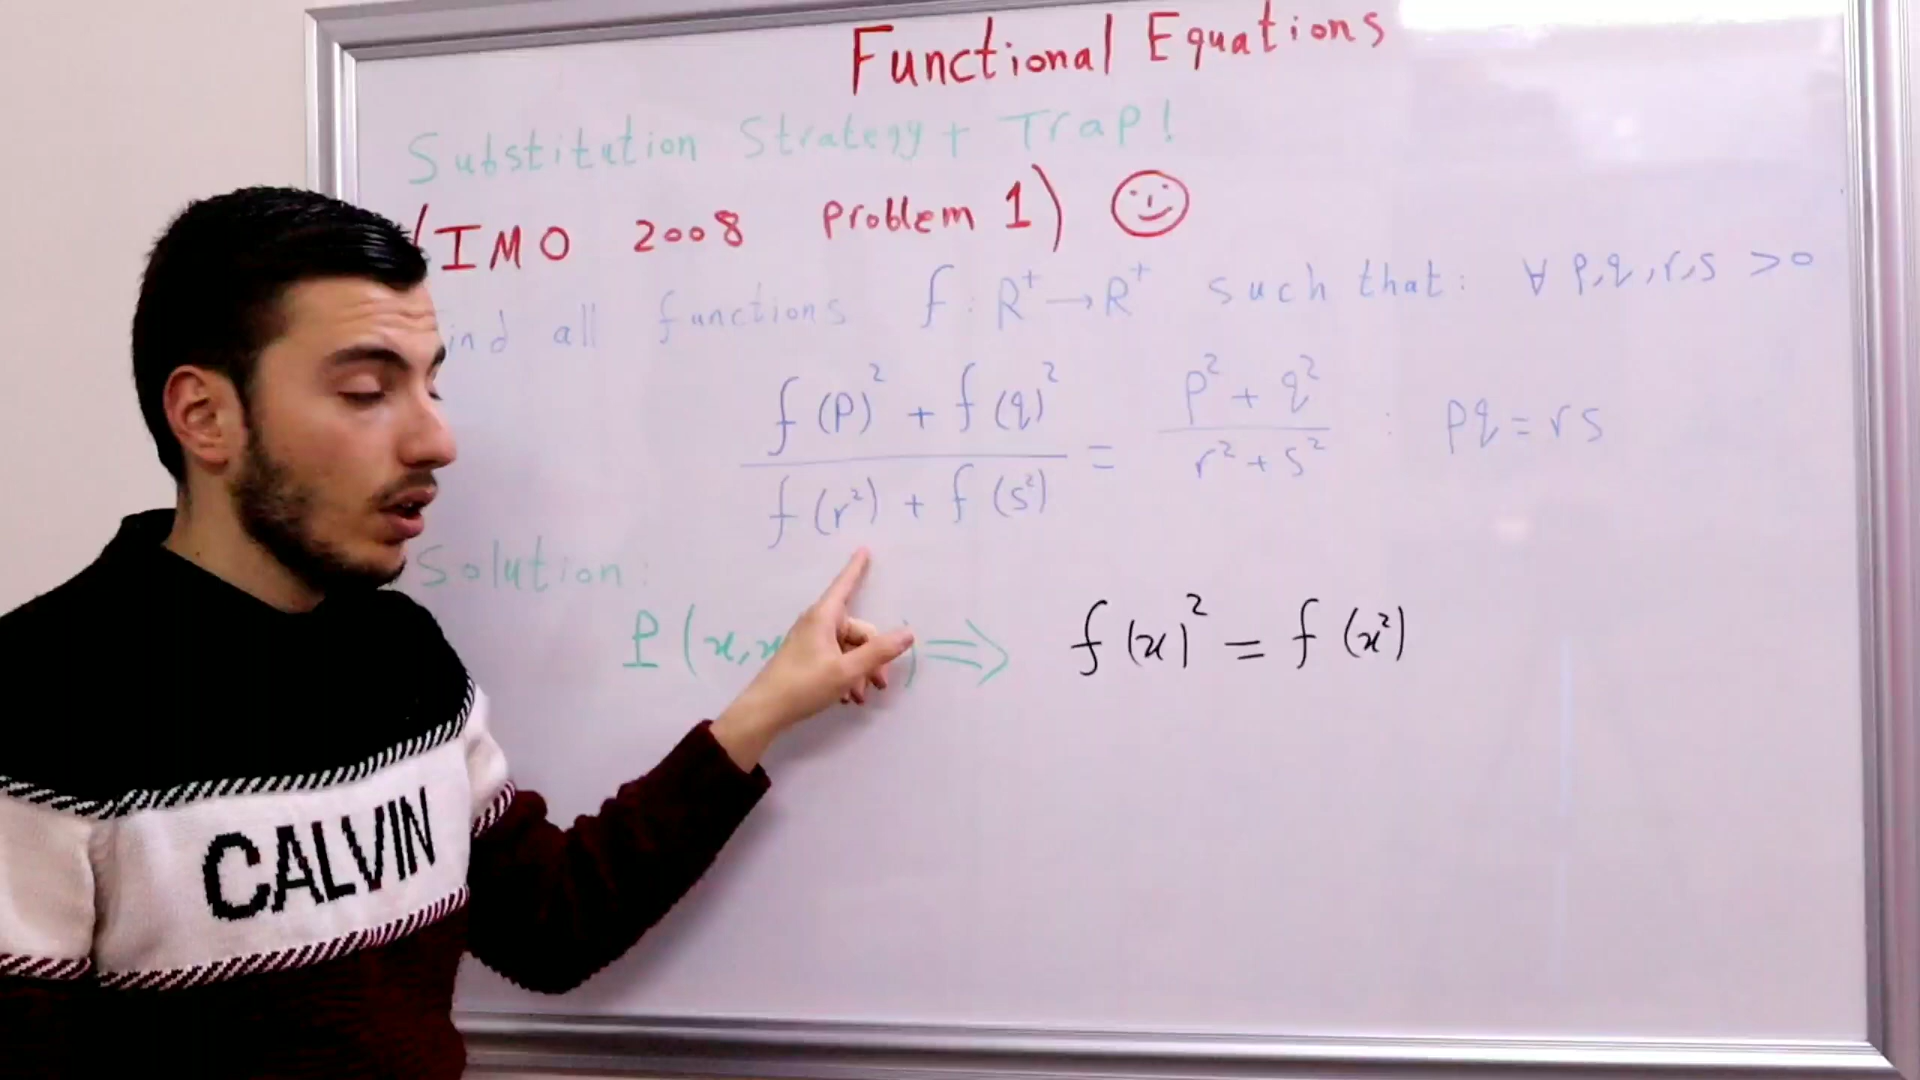 Functional Equations
Substitution Strategy + Trap!
(IMO 2008 problem 1)
ind all functions f : R⁺ → R⁺ such that: ∀ p,q,r,s > 0
f(p)² + f(q)² / f(r²) + f(s²) = p² + q² / r² + s² : pq = rs
Solution:
P(x,x ) ⟹ f(x)² = f(x²)
CALVIN